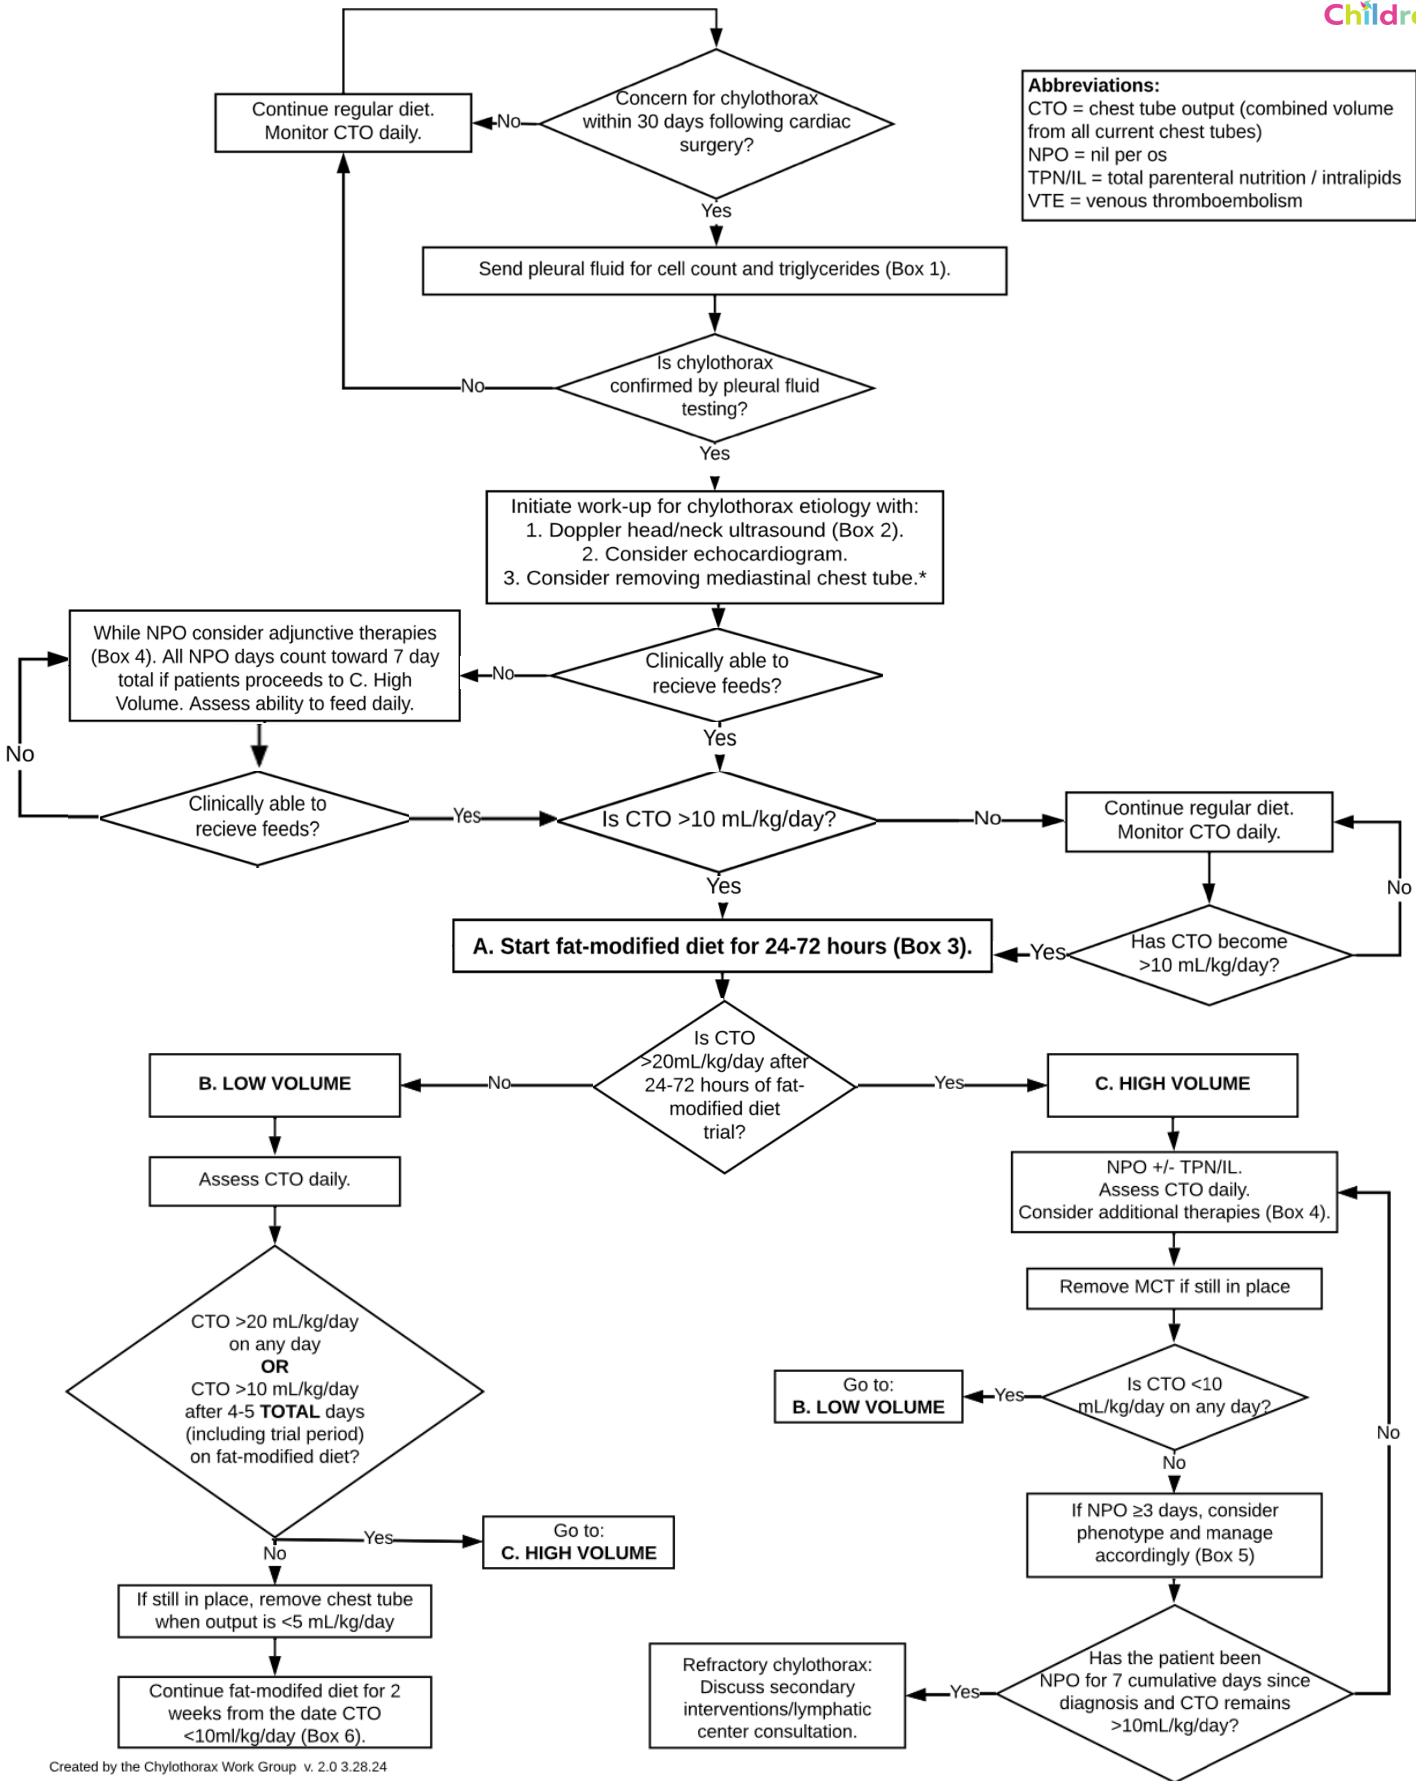 Concern for chylothorax
within 30 days following cardiac
surgery?
No
Continue regular diet.
Monitor CTO daily.
Abbreviations:
CTO = chest tube output (combined volume
from all current chest tubes)
NPO = nil per os
TPN/IL = total parenteral nutrition / intralipids
VTE = venous thromboembolism
Yes
Send pleural fluid for cell count and triglycerides (Box 1).
Is chylothorax
confirmed by pleural fluid
testing?
No
Yes
Initiate work-up for chylothorax etiology with:
1. Doppler head/neck ultrasound (Box 2).
2. Consider echocardiogram.
3. Consider removing mediastinal chest tube.*
Clinically able to
recieve feeds?
No
While NPO consider adjunctive therapies
(Box 4). All NPO days count toward 7 day
total if patients proceeds to C. High
Volume. Assess ability to feed daily.
No
Clinically able to
recieve feeds?
Yes
Yes
Is CTO >10 mL/kg/day?
No
Continue regular diet.
Monitor CTO daily.
No
Has CTO become
>10 mL/kg/day?
Yes
Yes
A. Start fat-modified diet for 24-72 hours (Box 3).
Is CTO
>20mL/kg/day after
24-72 hours of fat-
modified diet
trial?
No
Yes
B. LOW VOLUME
Assess CTO daily.
CTO >20 mL/kg/day
on any day
OR
CTO >10 mL/kg/day
after 4-5 TOTAL days
(including trial period)
on fat-modified diet?
Yes
Go to:
C. HIGH VOLUME
No
If still in place, remove chest tube
when output is <5 mL/kg/day
Continue fat-modifed diet for 2
weeks from the date CTO
<10ml/kg/day (Box 6).
C. HIGH VOLUME
NPO +/- TPN/IL.
Assess CTO daily.
Consider additional therapies (Box 4).
Remove MCT if still in place
Is CTO <10
mL/kg/day on any day?
Yes
Go to:
B. LOW VOLUME
No
If NPO ≥3 days, consider
phenotype and manage
accordingly (Box 5)
Has the patient been
NPO for 7 cumulative days since
diagnosis and CTO remains
>10mL/kg/day?
No
Yes
Refractory chylothorax:
Discuss secondary
interventions/lymphatic
center consultation.
Created by the Chylothorax Work Group v. 2.0 3.28.24